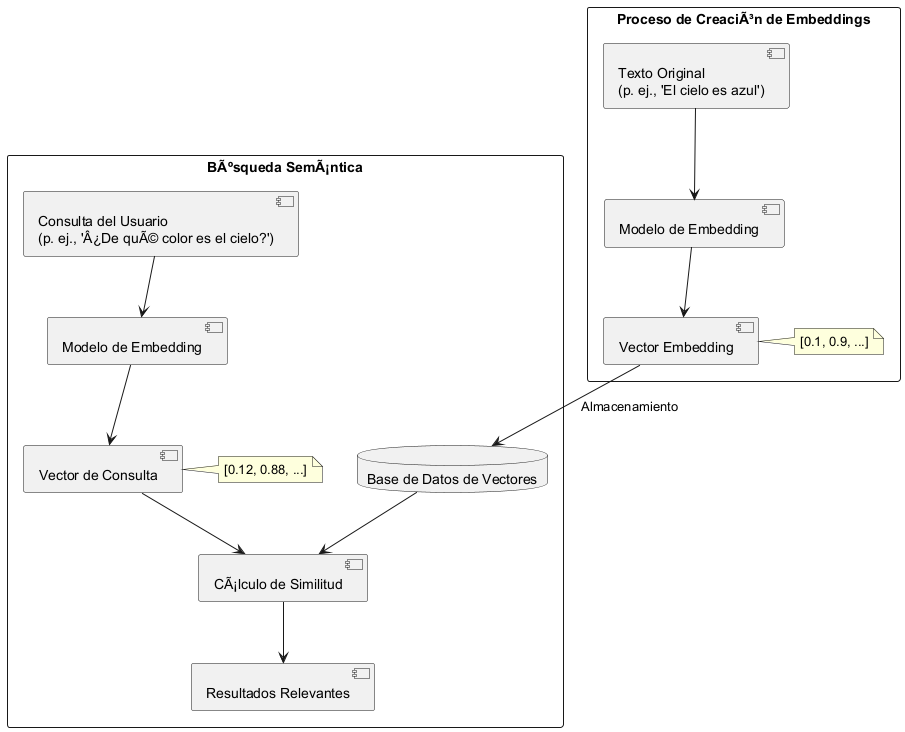 Proceso de CreaciÃ³n de Embeddings
Texto Original
(p. ej., 'El cielo es azul')
Modelo de Embedding
Vector Embedding
[0.1, 0.9, ...]
Almacenamiento
BÃºsqueda SemÃ¡ntica
Consulta del Usuario
(p. ej., 'Â¿De quÃ© color es el cielo?')
Modelo de Embedding
Vector de Consulta
[0.12, 0.88, ...]
Base de Datos de Vectores
CÃ¡lculo de Similitud
Resultados Relevantes